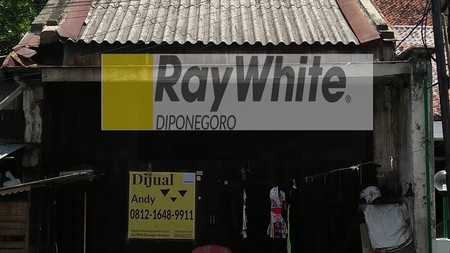 RayWhite®
DIPONEGORO
Dijual
Andy
0812-1648-9911